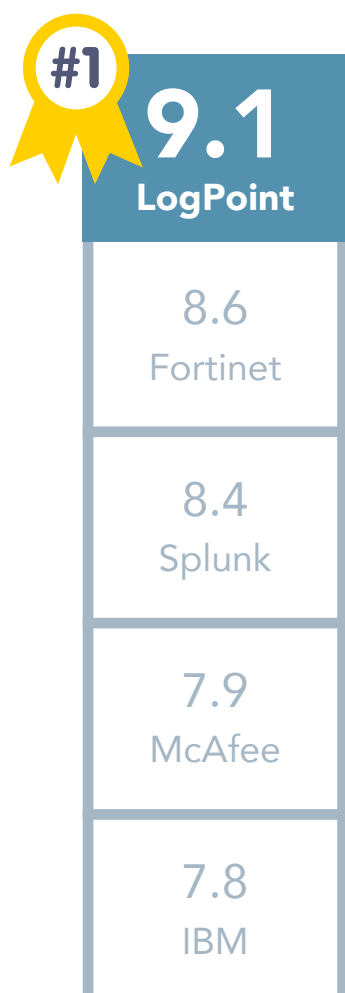 #1
9.1
LogPoint
8.6
Fortinet
8.4
Splunk
7.9
McAfee
7.8
IBM